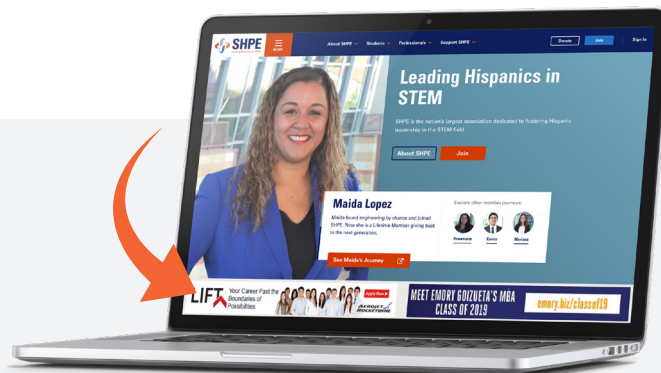 SHPE
MENU
About SHPE
Students
Professionals
Support SHPE
Donate
Join
Sign In
Leading Hispanics in
STEM
SHPE is the nation's largest association dedicated to fostering Hispanic
leadership in the STEM field
About SHPE
Join
Maida Lopez
Maida found engineering by chance and joined
SHPE. Now she is a Lifetime Member giving back
to the next generation.
See Maida's Journey
Explore other member journeys:
Annamarie
Karlos
Mariana
LIFT
Your Career Past the
Boundaries of
Possibilities
Apply Now
AEROJET
ROCKETDYNE
MEET EMORY GOIZUETA'S MBA
CLASS OF 2019
emory.biz/classof19